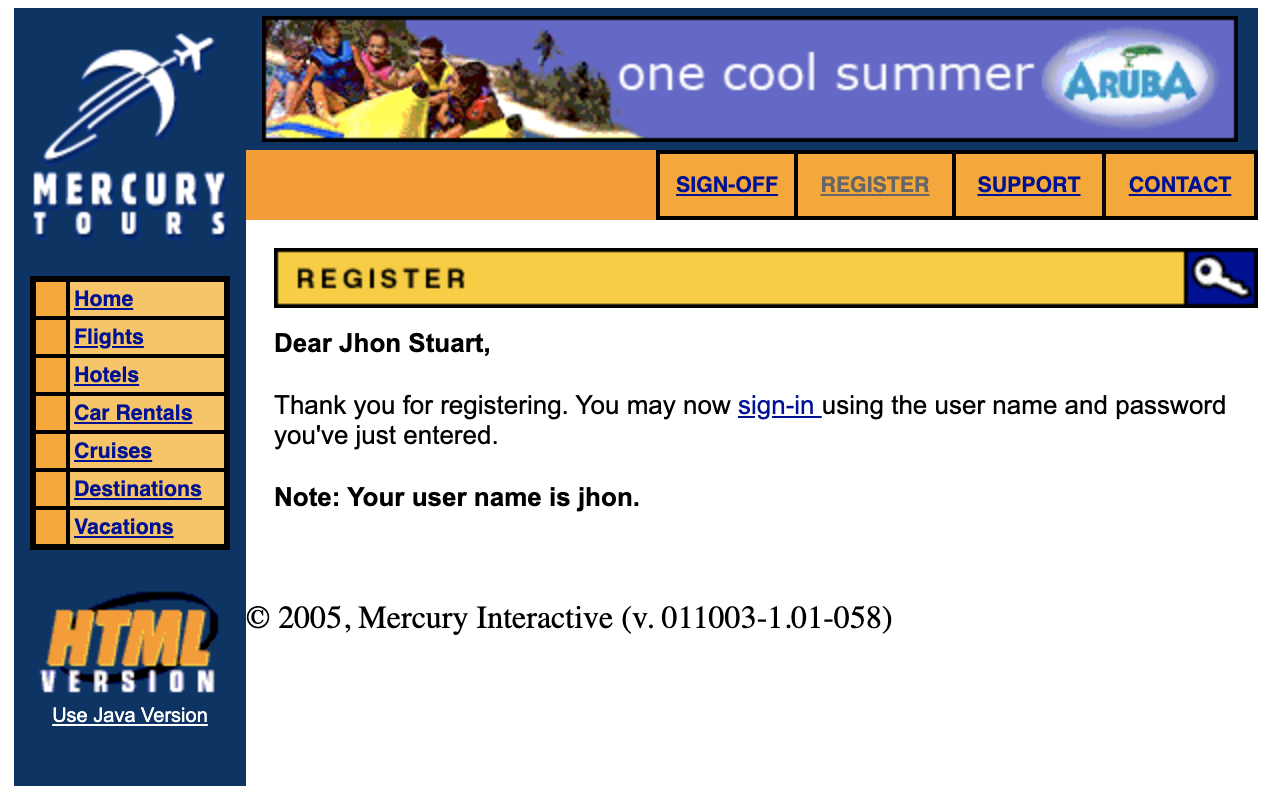 MERCURY
TOURS
one cool summer ARUBA
SIGN-OFF REGISTER SUPPORT CONTACT
Home
Flights
Hotels
Car Rentals
Cruises
Destinations
Vacations
HTML
VERSION
Use Java Version
REGISTER
Dear Jhon Stuart,
Thank you for registering. You may now sign-in using the user name and password
you've just entered.
Note: Your user name is jhon.
© 2005, Mercury Interactive (v. 011003-1.01-058)